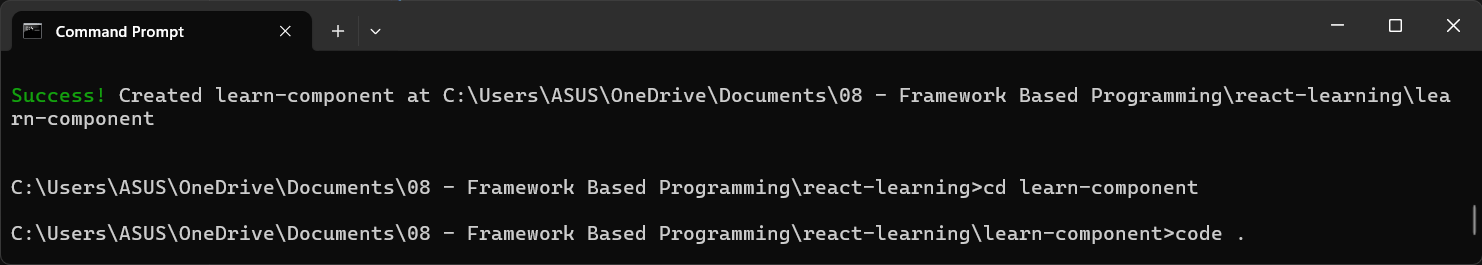 Command Prompt
Success! Created learn-component at C:\Users\ASUS\OneDrive\Documents\08 - Framework Based Programming\react-learning\lea
rn-component
C:\Users\ASUS\OneDrive\Documents\08 - Framework Based Programming\react-learning>cd learn-component
C:\Users\ASUS\OneDrive\Documents\08 - Framework Based Programming\react-learning\learn-component>code .